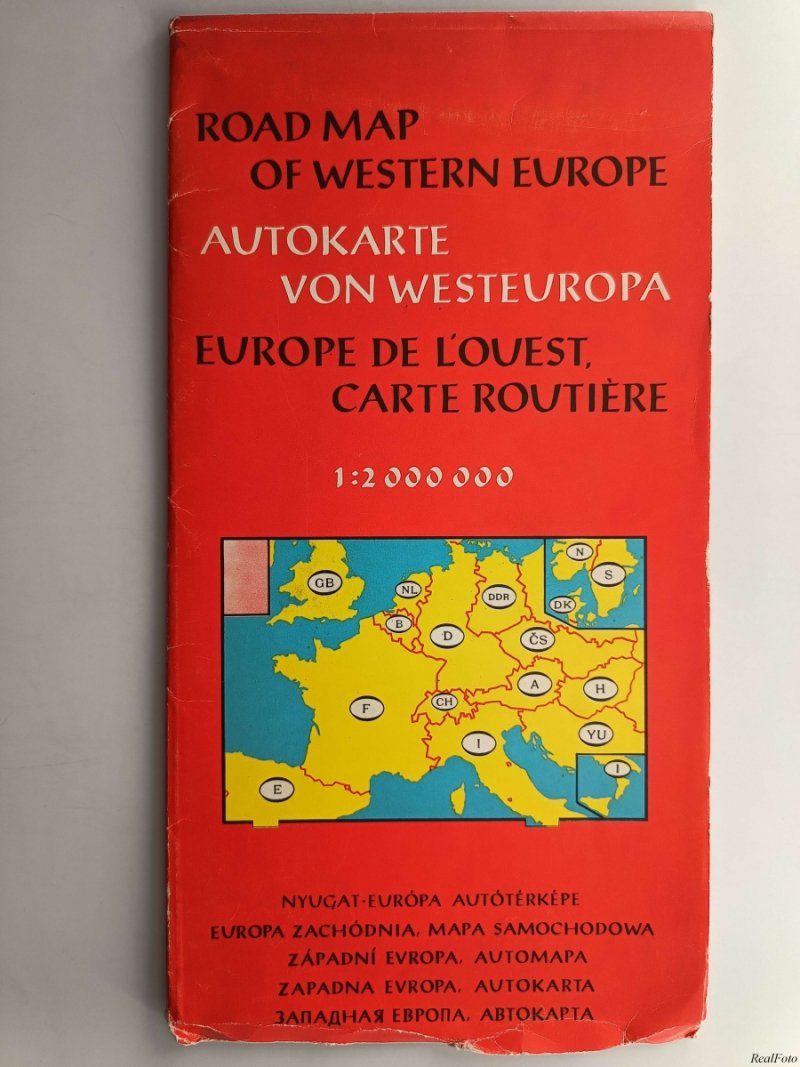 ROAD MAP
OF WESTERN EUROPE
AUTOKARTE
VON WESTEUROPA
EUROPE DE L'OUEST,
CARTE ROUTIÈRE
1:2 000 000
GB
NL
B
D
DDR
N
S
DK
ČS
A
H
F
CH
I
YU
I
E
NYUGAT-EURÓPA AUTÓTÉRKÉPE
EUROPA ZACHÓDNIA, MAPA SAMOCHODOWA
ZÁPADNÍ EVROPA, AUTOMAPA
ZAPADNA EVROPA, AUTOKARTA
ЗАПАДНАЯ ЕВРОПА, АВТОКАРТА
RealFoto